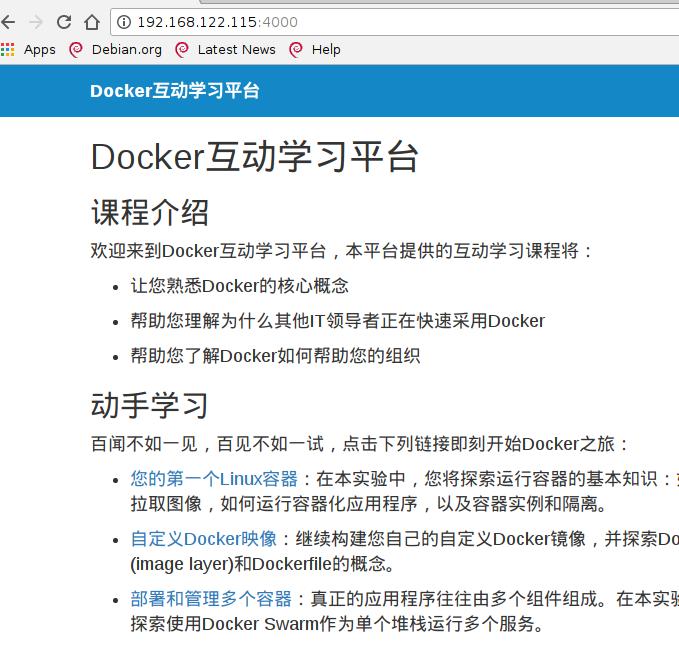 192.168.122.115:4000
Apps Debian.org Latest News Help
Docker互动学习平台
Docker互动学习平台
课程介绍
欢迎来到Docker互动学习平台，本平台提供的互动学习课程将：
让您熟悉Docker的核心概念
帮助您理解为什么其他IT领导者正在快速采用Docker
帮助您了解Docker如何帮助您的组织
动手学习
百闻不如一见，百见不如一试，点击下列链接即刻开始Docker之旅：
您的第一个Linux容器：在本实验中，您将探索运行容器的基本知识：
拉取图像，如何运行容器化应用程序，以及容器实例和隔离。
自定义Docker映像：继续构建您自己的自定义Docker镜像，并探索Do
(image layer)和Dockerfile的概念。
部署和管理多个容器：真正的应用程序往往由多个组件组成。在本实验
探索使用Docker Swarm作为单个堆栈运行多个服务。